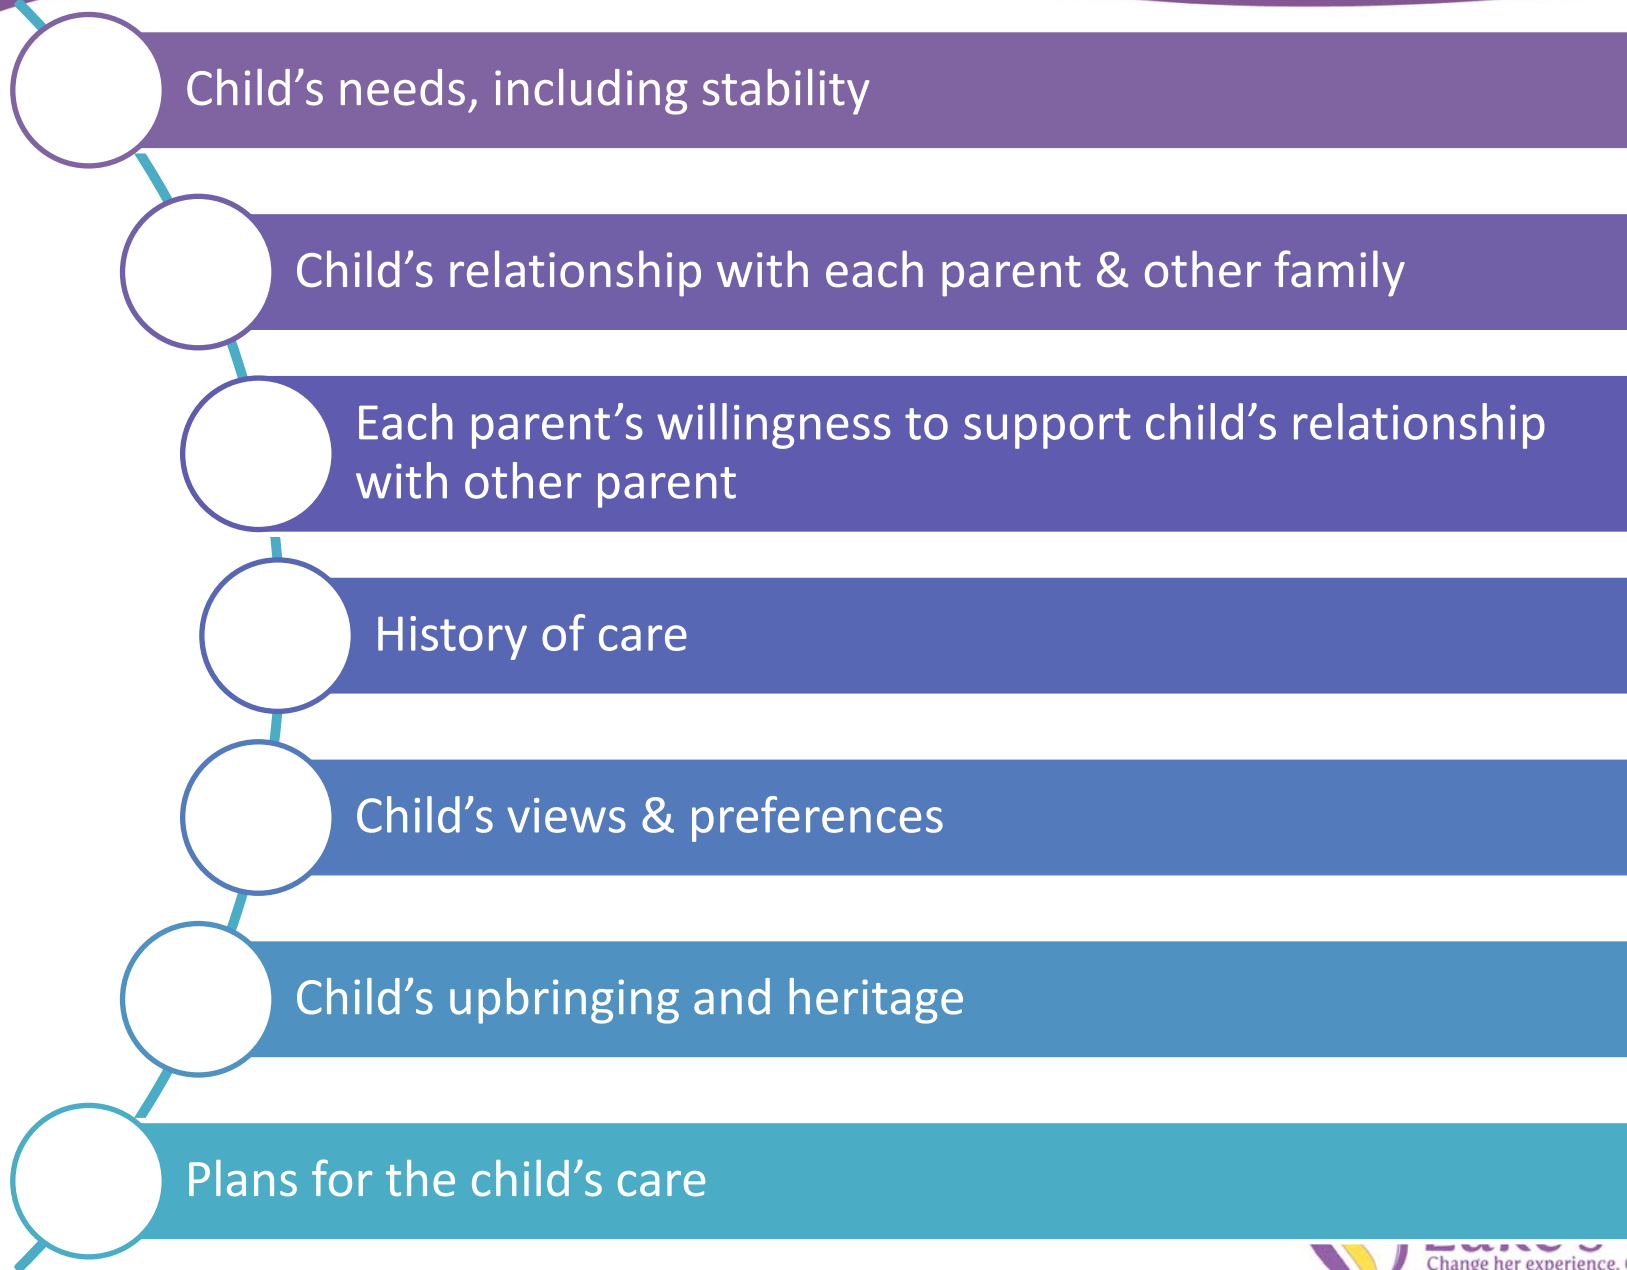 Child’s needs, including stability
Child’s relationship with each parent & other family
Each parent’s willingness to support child’s relationship
with other parent
History of care
Child’s views & preferences
Child’s upbringing and heritage
Plans for the child’s care
Change her experience.